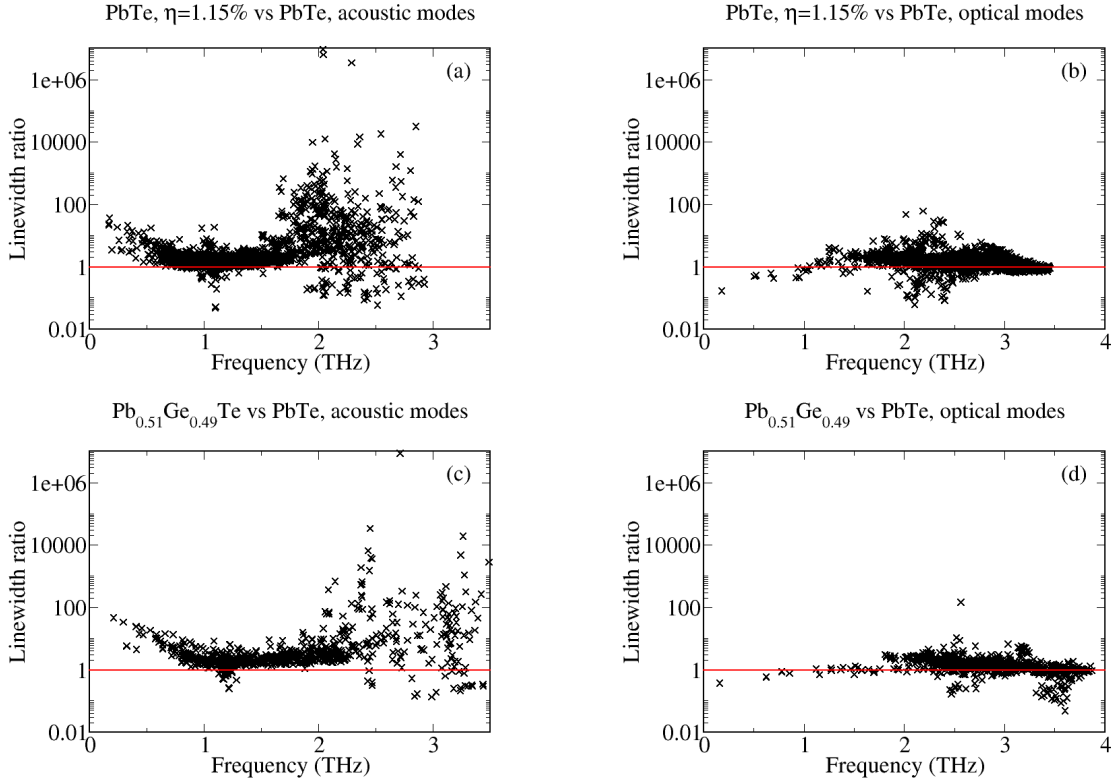 PbTe, η=1.15% vs PbTe, acoustic modes
(a)
1e+06
10000
100
1
0.01
Linewidth ratio
0 1 2 3
Frequency (THz)
PbTe, η=1.15% vs PbTe, optical modes
(b)
1e+06
10000
100
1
0.01
Linewidth ratio
0 1 2 3 4
Frequency (THz)
Pb0.51Ge0.49Te vs PbTe, acoustic modes
(c)
1e+06
10000
100
1
0.01
Linewidth ratio
0 1 2 3
Frequency (THz)
Pb0.51Ge0.49 vs PbTe, optical modes
(d)
1e+06
10000
100
1
0.01
Linewidth ratio
0 1 2 3 4
Frequency (THz)